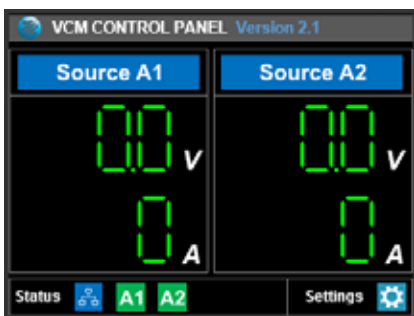 VCM CONTROL PANEL Version 2.1
Source A1 Source A2
0.0 V 0.0 V
0 A 0 A
Status A1 A2 Settings